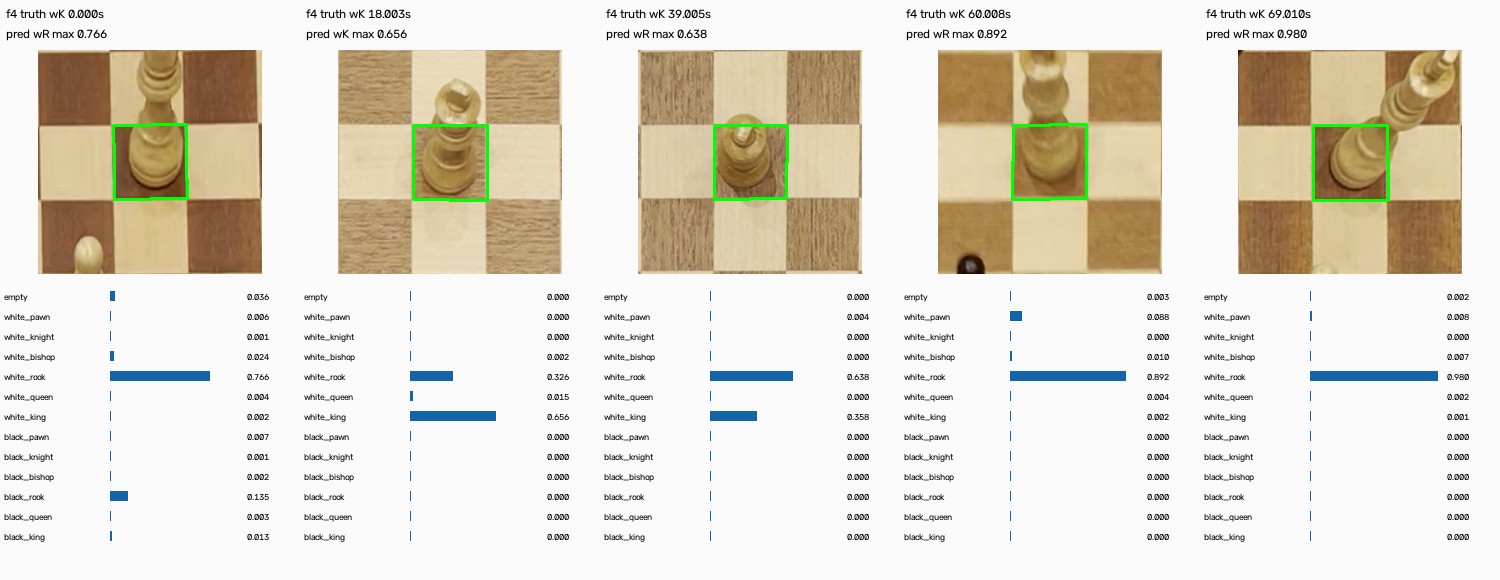 f4 truth wK 0.000s
pred wR max 0.766
empty 0.036
white_pawn 0.006
white_knight 0.001
white_bishop 0.024
white_rook 0.766
white_queen 0.004
white_king 0.002
black_pawn 0.007
black_knight 0.001
black_bishop 0.002
black_rook 0.135
black_queen 0.003
black_king 0.013
f4 truth wK 18.003s
pred wK max 0.656
empty 0.000
white_pawn 0.000
white_knight 0.000
white_bishop 0.002
white_rook 0.326
white_queen 0.015
white_king 0.656
black_pawn 0.000
black_knight 0.000
black_bishop 0.000
black_rook 0.000
black_queen 0.000
black_king 0.000
f4 truth wK 39.005s
pred wR max 0.638
empty 0.000
white_pawn 0.004
white_knight 0.000
white_bishop 0.000
white_rook 0.638
white_queen 0.000
white_king 0.358
black_pawn 0.000
black_knight 0.000
black_bishop 0.000
black_rook 0.000
black_queen 0.000
black_king 0.000
f4 truth wK 60.008s
pred wR max 0.892
empty 0.003
white_pawn 0.088
white_knight 0.000
white_bishop 0.010
white_rook 0.892
white_queen 0.004
white_king 0.002
black_pawn 0.000
black_knight 0.000
black_bishop 0.000
black_rook 0.000
black_queen 0.000
black_king 0.000
f4 truth wK 69.010s
pred wR max 0.980
empty 0.002
white_pawn 0.008
white_knight 0.000
white_bishop 0.007
white_rook 0.980
white_queen 0.002
white_king 0.001
black_pawn 0.000
black_knight 0.000
black_bishop 0.000
black_rook 0.000
black_queen 0.000
black_king 0.000